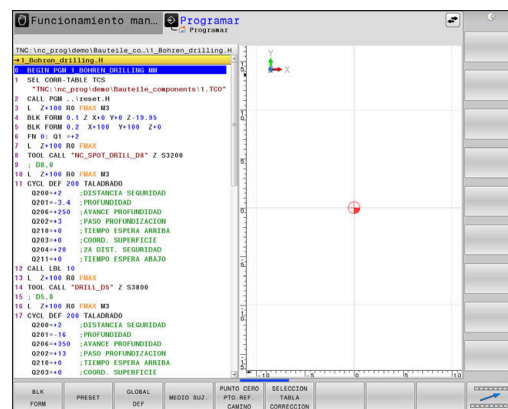 Funcionamiento man...
Programar
Programar
TNC:\nc_prog\demo\Bauteile_co…\1_Bohren_drilling.H
→1_Bohren_drilling.H
0 BEGIN PGM 1_BOHREN_DRILLING MM
1 SEL CORR-TABLE TCS
"TNC:\nc_prog\demo\Bauteile_components\1.TCO"
2 CALL PGM ..\reset.H
3 L Z+100 R0 FMAX M3
4 BLK FORM 0.1 Z X+0 Y+0 Z-19.95
5 BLK FORM 0.2 X+100 Y+100 Z+0
6 FN 0: Q1 =+2
7 L Z+100 R0 FMAX
8 TOOL CALL "NC_SPOT_DRILL_D8" Z S3200
9 ; D8,0
10 L Z+100 R0 FMAX M3
11 CYCL DEF 200 TALADRADO
Q200=+2 ;DISTANCIA SEGURIDAD
Q201=-3.4 ;PROFUNDIDAD
Q206=+250 ;AVANCE PROFUNDIDAD
Q202=+3 ;PASO PROFUNDIZACION
Q210=+0 ;TIEMPO ESPERA ARRIBA
Q203=+0 ;COORD. SUPERFICIE
Q204=+20 ;2A DIST. SEGURIDAD
Q211=+0 ;TIEMPO ESPERA ABAJO
12 CALL LBL 10
13 L Z+100 R0 FMAX
14 TOOL CALL "DRILL_D5" Z S3800
15 ; D5,0
16 L Z+100 R0 FMAX M3
17 CYCL DEF 200 TALADRADO
Q200=+2 ;DISTANCIA SEGURIDAD
Q201=-16 ;PROFUNDIDAD
Q206=+350 ;AVANCE PROFUNDIDAD
Q202=+13 ;PASO PROFUNDIZACION
Q210=+0 ;TIEMPO ESPERA ARRIBA
Q203=+0 ;COORD. SUPERFICIE
Y
X
-10 -5 0 5 10
BLK FORM
PRESET
GLOBAL DEF
MEDIO SUJ.
PUNTO CERO PTO.REF. CAMINO
SELECCION TABLA CORRECCION